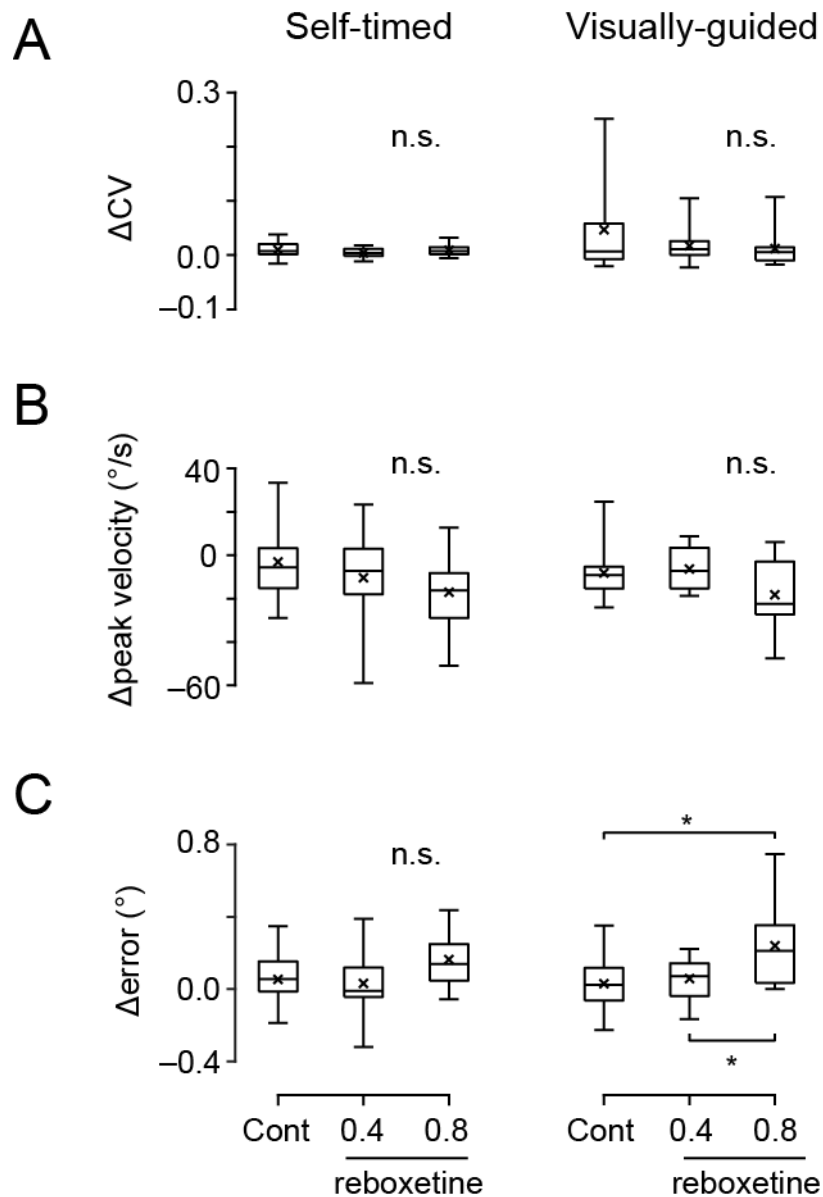 A
Self-timed
Visually-guided
ΔCV
0.3
0.0
–0.1
n.s.
n.s.
B
Δpeak velocity (°/s)
40
0
–60
n.s.
n.s.
C
Δerror (°)
0.8
0.0
–0.4
n.s.
*
*
Cont 0.4 0.8
Cont 0.4 0.8
reboxetine
reboxetine